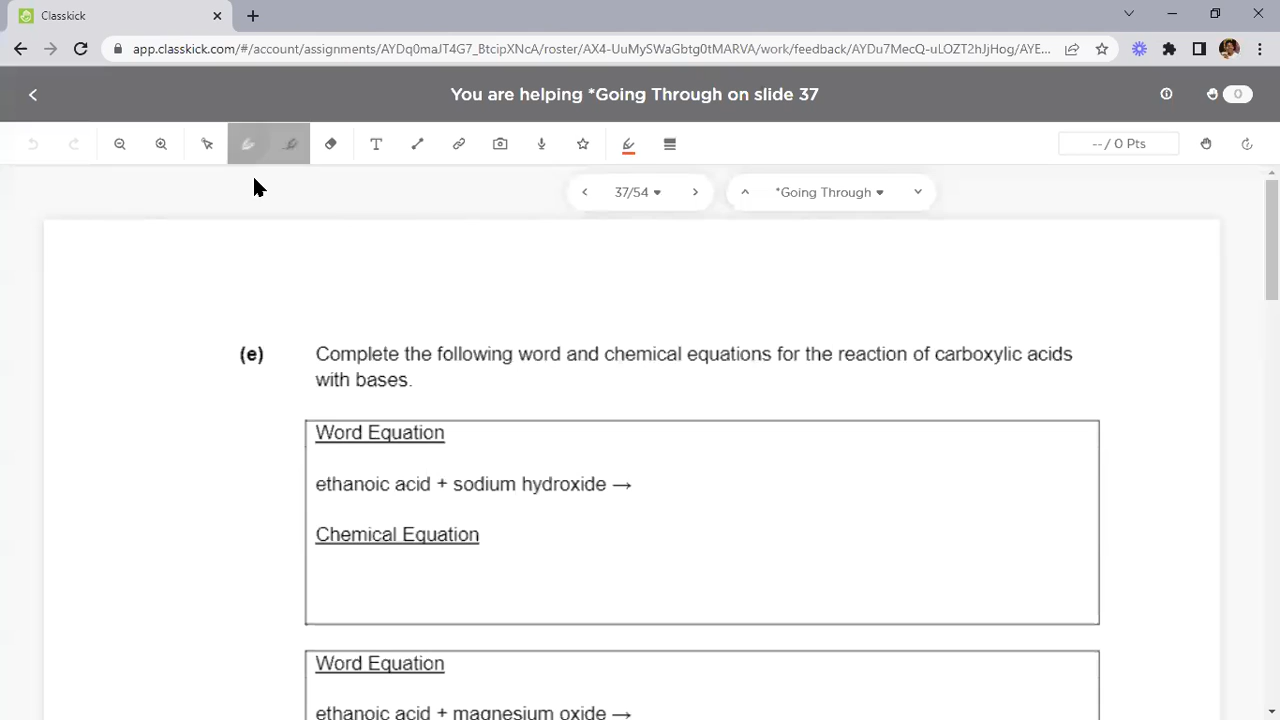 Classkick
app.classkick.com/#/account/assignments/AYDq0maJT4G7_BtcipXNcA/roster/AX4-UuMySWaGbtg0tMARVA/work/feedback/AYDu7MecQ-uLOZT2hJjHog/AYE...
You are helping *Going Through on slide 37
0
T
--/ 0 Pts
37/54
*Going Through
(e) Complete the following word and chemical equations for the reaction of carboxylic acids
with bases.
Word Equation
ethanoic acid + sodium hydroxide →
Chemical Equation
Word Equation
ethanoic acid + magnesium oxide →